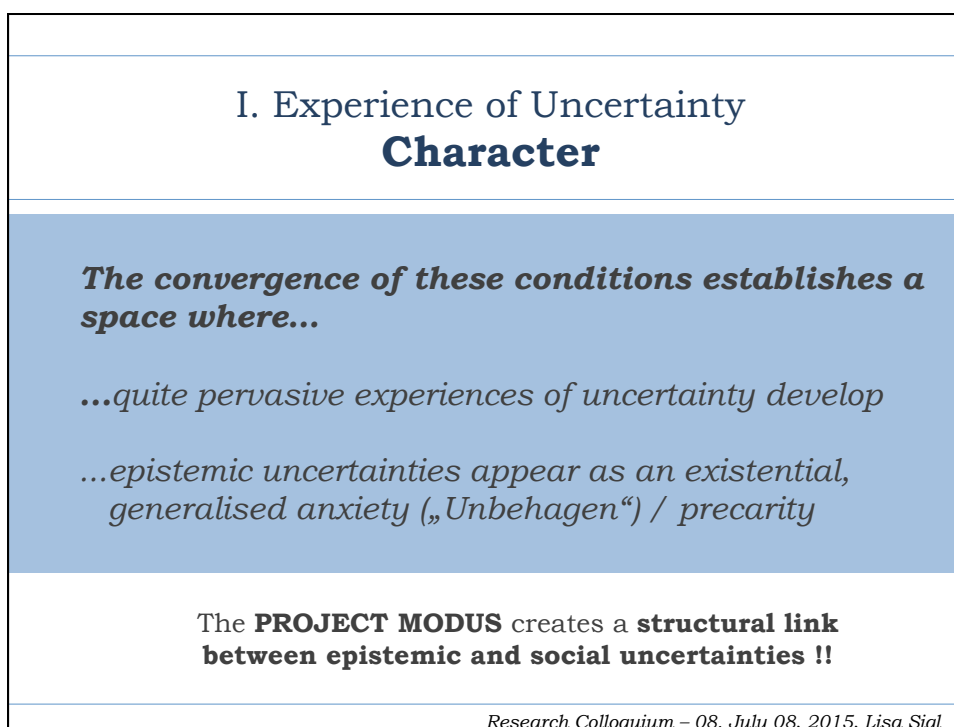 I. Experience of Uncertainty
Character
The convergence of these conditions establishes a
space where...
...quite pervasive experiences of uncertainty develop
...epistemic uncertainties appear as an existential,
generalised anxiety („Unbehagen“) / precarity
The PROJECT MODUS creates a structural link
between epistemic and social uncertainties !!
Research Colloquium – 08. July 08, 2015, Lisa Sigl